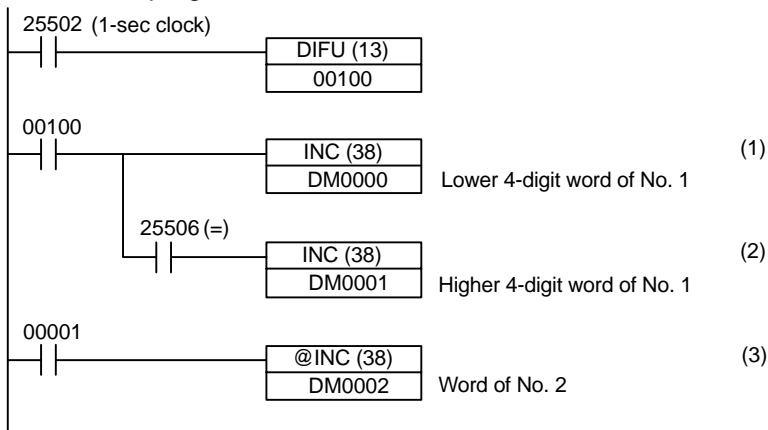 25502 (1-sec clock)
DIFU (13)
00100
00100
INC (38) (1)
DM0000 Lower 4-digit word of No. 1
25506 (=)
INC (38) (2)
DM0001 Higher 4-digit word of No. 1
00001
@INC (38) (3)
DM0002 Word of No. 2